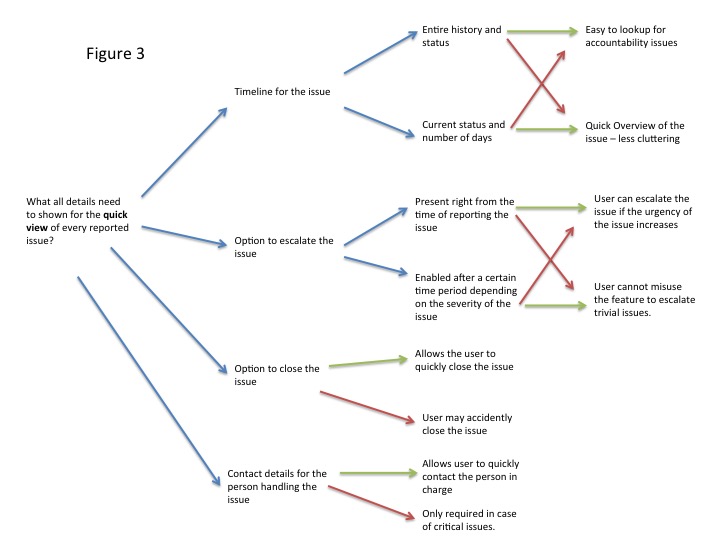 Figure 3
Entire history and
status
Easy to lookup for
accountability issues
Timeline for the issue
Current status and
number of days
Quick Overview of the
issue – less cluttering
What all details need
to shown for the quick
view of every reported
issue?
Present right from the
time of reporting the
issue
User can escalate the
issue if the urgency of
the issue increases
Option to escalate the
issue
Enabled after a certain
time period depending
on the severity of the
issue
User cannot misuse
the feature to escalate
trivial issues.
Option to close the
issue
Allows the user to
quickly close the issue
User may accidently
close the issue
Contact details for the
person handling the
issue
Allows user to quickly
contact the person in
charge
Only required in case
of critical issues.